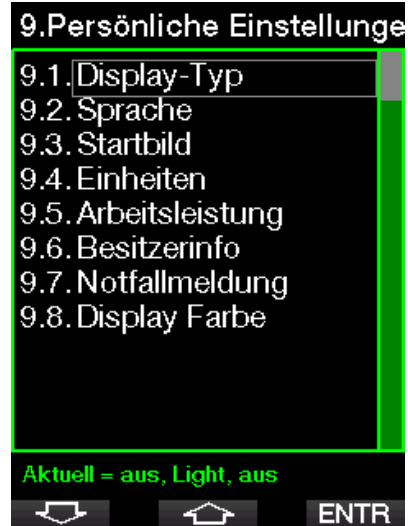 9.Persönliche Einstellunge
9.1. Display-Typ
9.2. Sprache
9.3. Startbild
9.4. Einheiten
9.5. Arbeitsleistung
9.6. Besitzerinfo
9.7. Notfallmeldung
9.8. Display Farbe
Aktuell = aus, Light, aus
ENTR